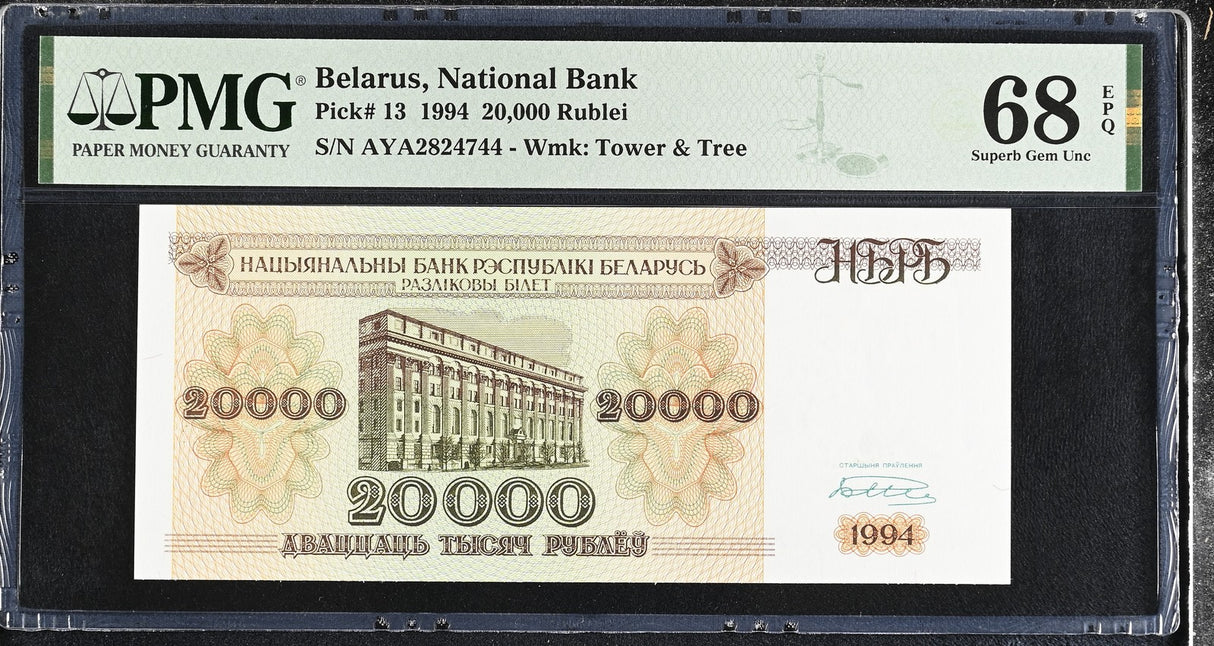 PMG®
PAPER MONEY GUARANTY
Belarus, National Bank
Pick# 13 1994 20,000 Rublei
S/N AYA2824744 - Wmk: Tower & Tree
68
EPQ
Superb Gem Unc
НАЦЫЯНАЛЬНЫ БАНК РЭСПУБЛІКІ БЕЛАРУСЬ
РАЗЛІКОВЫ БІЛЕТ
НБРБ
20000
20000
20000
ДВАЦЦАЦЬ ТЫСЯЧ РУБЛЁЎ
СТАРШЫНЯ ПРАЎЛЕННЯ
1994